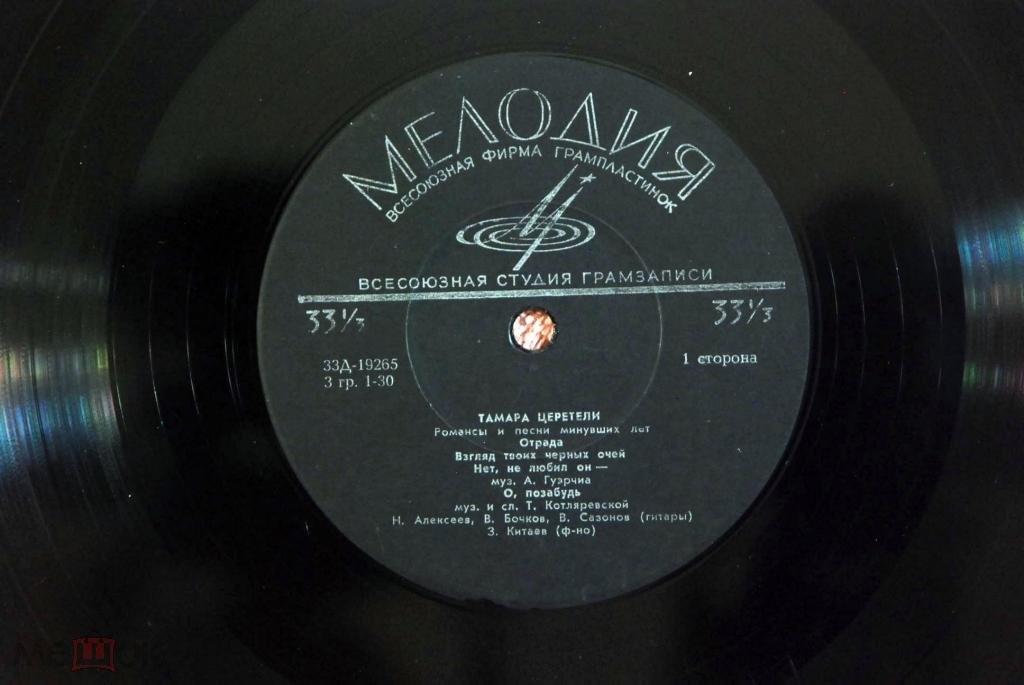 МЕЛОДИЯ
ВСЕСОЮЗНАЯ ФИРМА ГРАМПЛАСТИНОК
ВСЕСОЮЗНАЯ СТУДИЯ ГРАМЗАПИСИ
33⅓ 33⅓
33Д-19265 1 сторона
3 гр. 1-30
ТАМАРА ЦЕРЕТЕЛИ
Романсы и песни минувших лет
Отрада
Взгляд твоих черных очей
Нет, не любил он —
муз. А. Гуэрчиа
О, позабудь
муз. и сл. Т. Котляревской
Н. Алексеев, В. Бочков, В. Сазонов (гитары)
З. Китаев (ф-но)